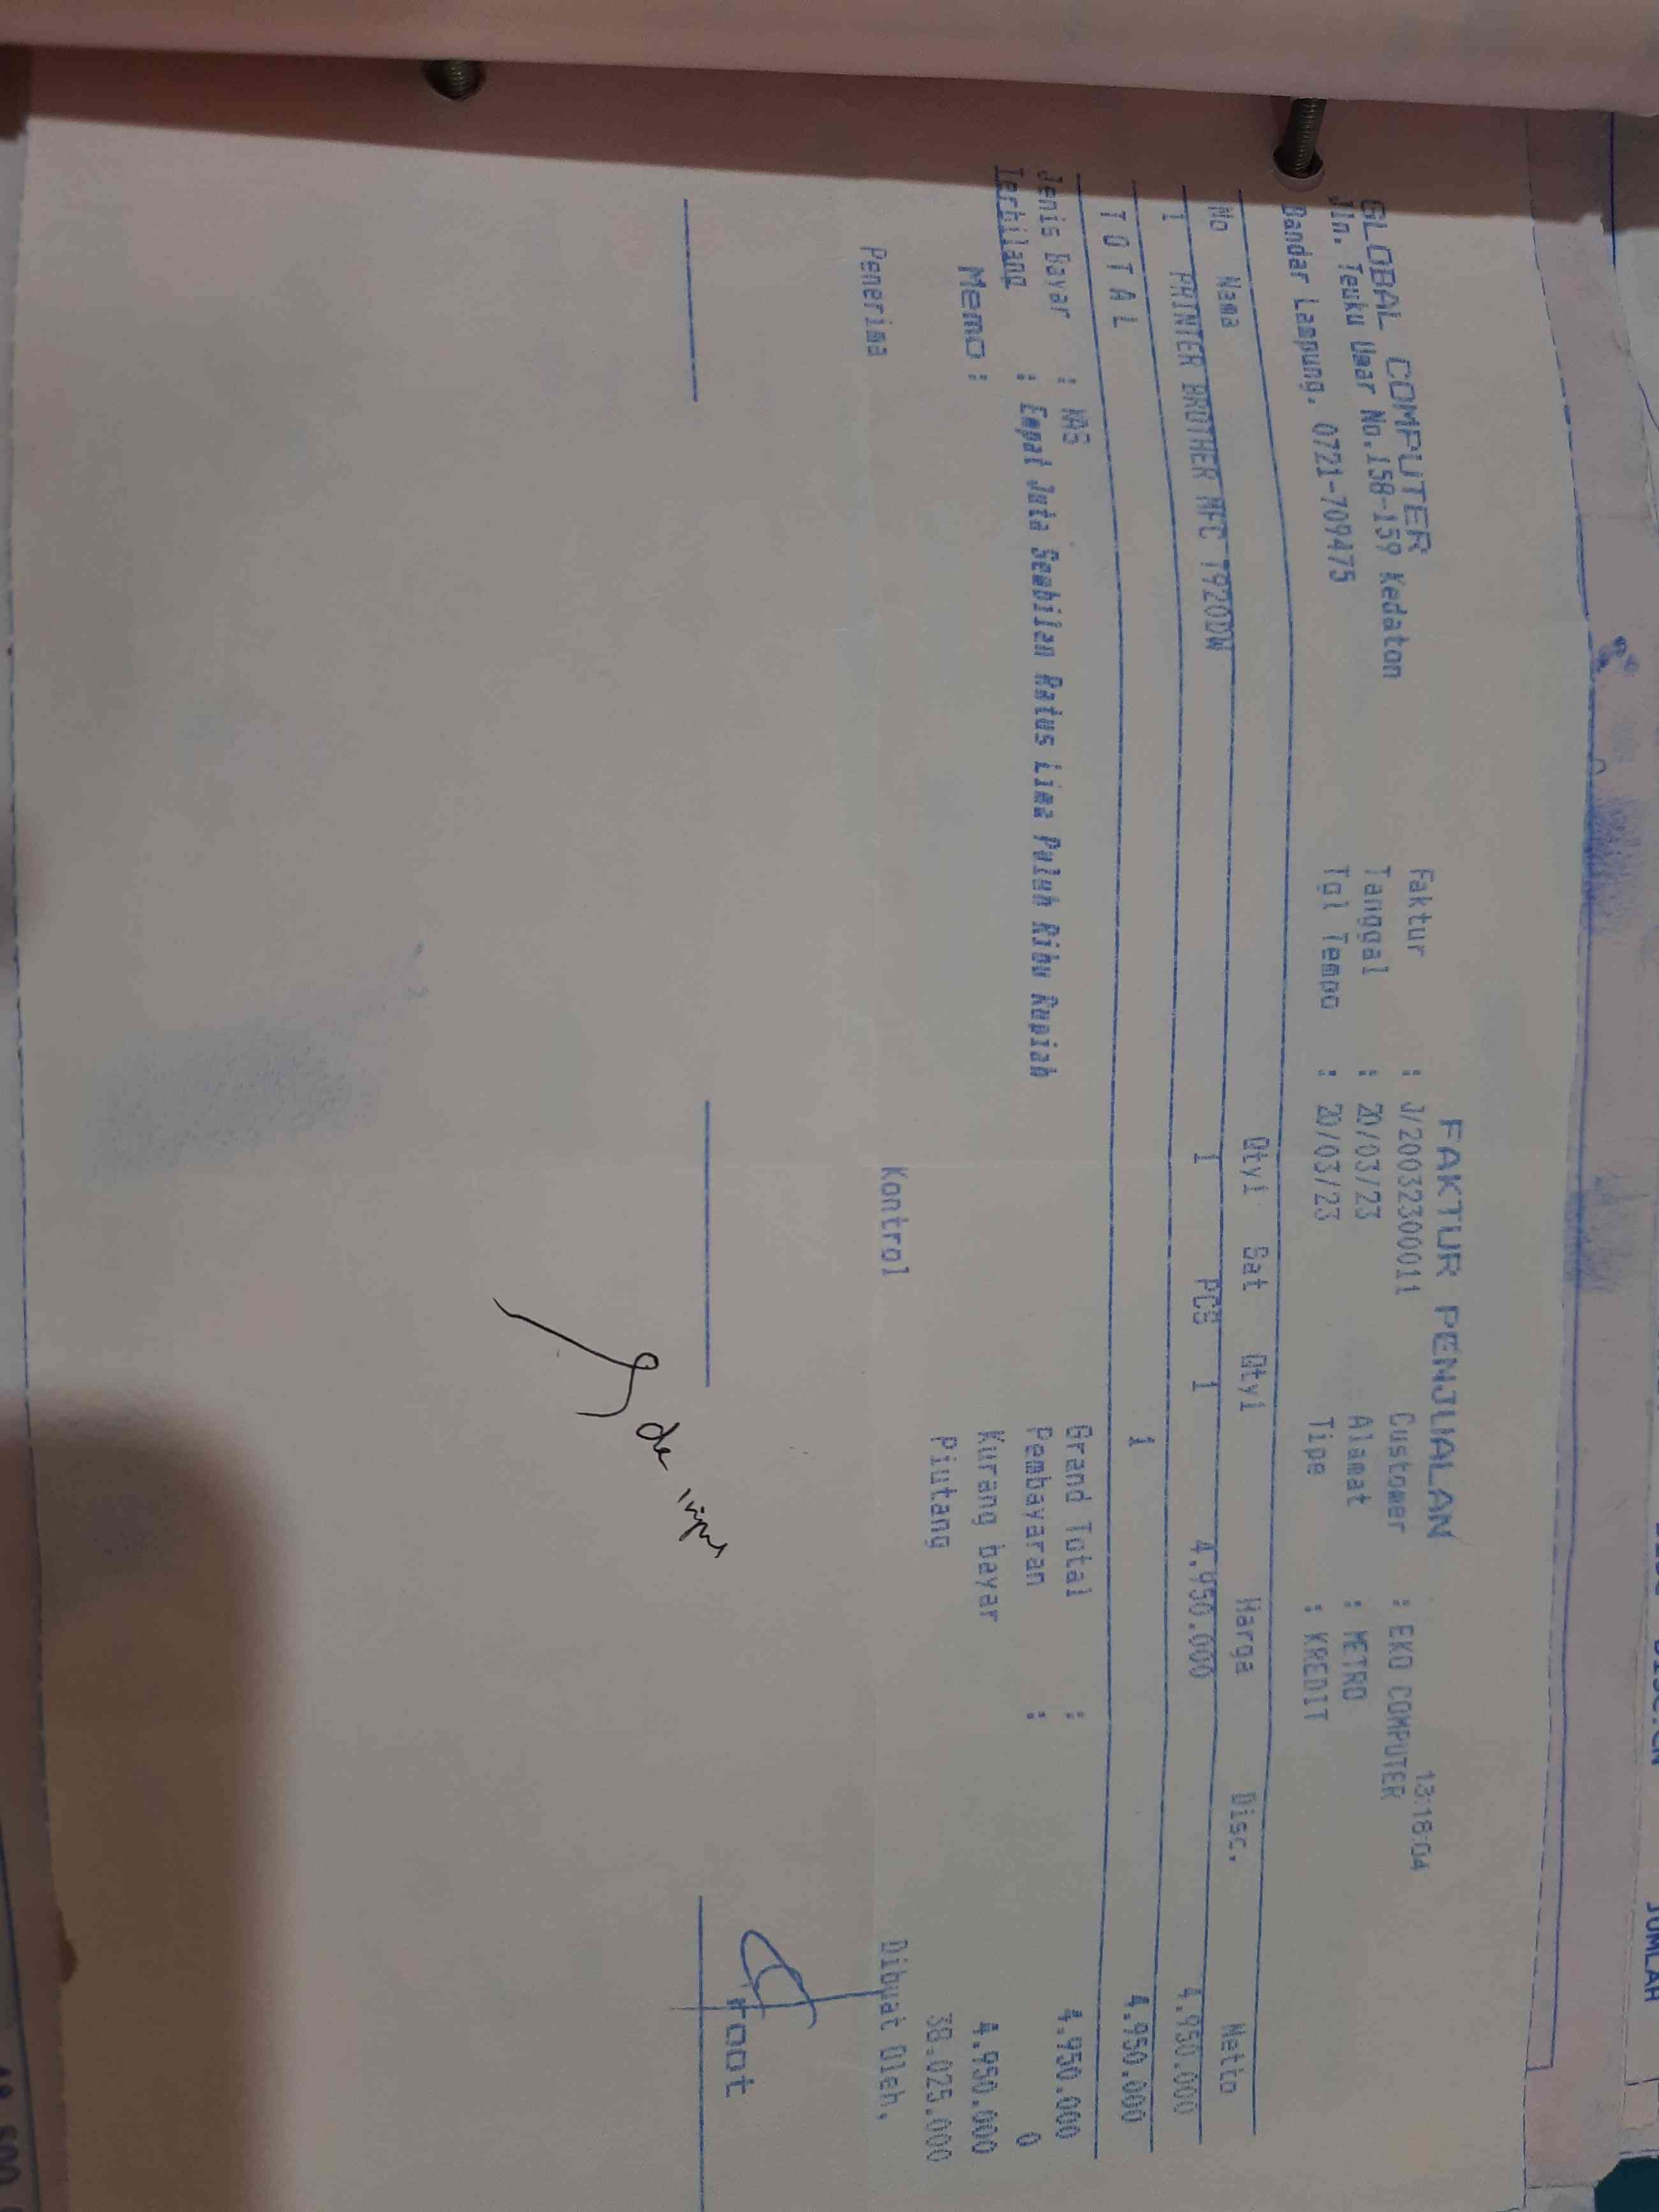 GLOBAL COMPUTER
Jln. Teuku Umar No.158-159 Kedaton
Bandar Lampung. 0721-709475
FAKTUR PENJUALAN
13:18:04
Faktur : J/20032300011
Tanggal : 20/03/23
Tgl Tempo : 20/03/23
Customer : EKO COMPUTER
Alamat : METRO
Tipe : KREDIT
No Nama Qty1 Sat Qty1 Harga Disc. Netto
1 PRINTER BROTHER MFC T920DW 1 PCS 1 4.950.000 4.950.000
T O T A L 1 4.950.000
Jenis Bayar : KAS
Terbilang : Empat Juta Sembilan Ratus Lima Puluh Ribu Rupiah
Memo :
Grand Total : 4.950.000
Pembayaran : 0
Kurang bayar 4.950.000
Piutang 38.025.000
Penerima Kontrol Dibuat Oleh,
root
JUMLAH